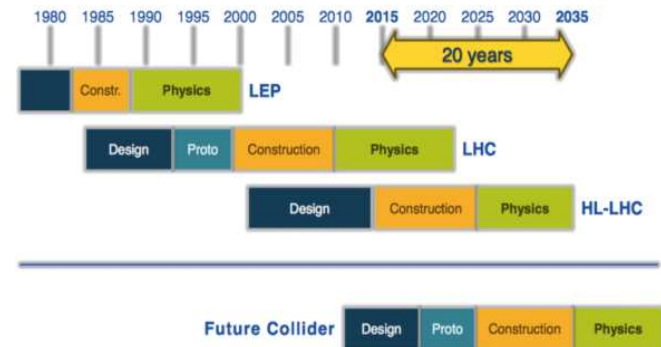 1980 1985 1990 1995 2000 2005 2010 2015 2020 2025 2030 2035
20 years
Constr. Physics LEP
Design Proto Construction Physics LHC
Design Construction Physics HL-LHC
Future Collider Design Proto Construction Physics